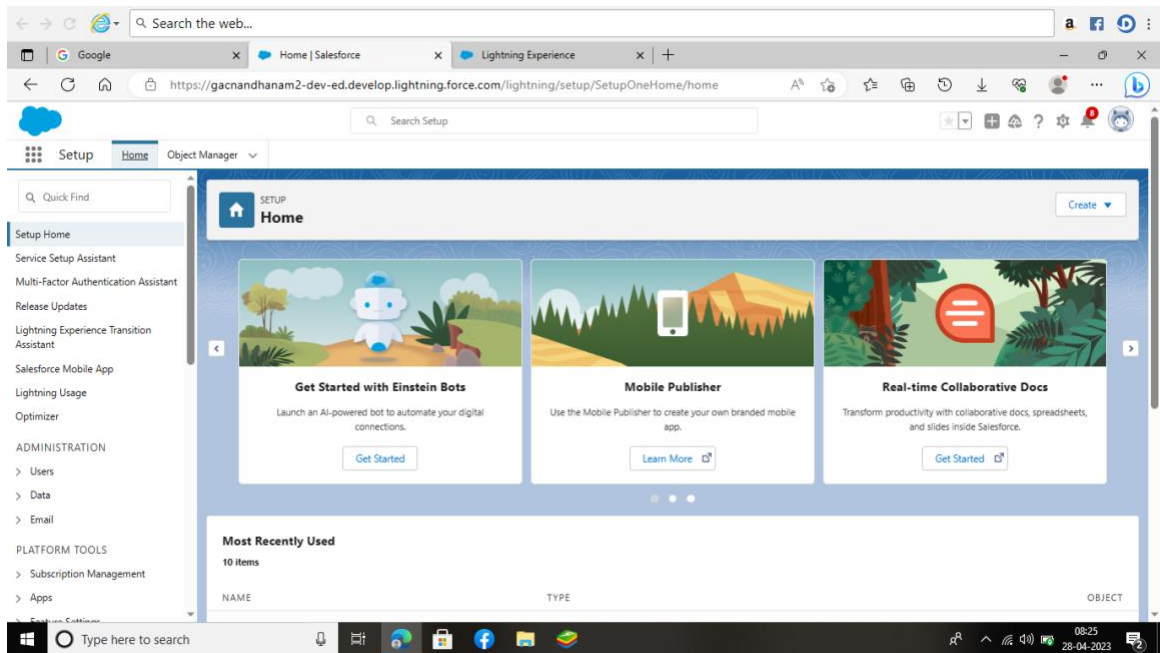 Search the web...
a
Google
Home | Salesforce
Lightning Experience
https://gacnandhanam2-dev-ed.develop.lightning.force.com/lightning/setup/SetupOneHome/home
Search Setup
8
Setup Home Object Manager
Quick Find
Setup Home
Service Setup Assistant
Multi-Factor Authentication Assistant
Release Updates
Lightning Experience Transition
Assistant
Salesforce Mobile App
Lightning Usage
Optimizer
ADMINISTRATION
Users
Data
Email
PLATFORM TOOLS
Subscription Management
Apps
Feature Settings
SETUP
Home
Create
Get Started with Einstein Bots
Launch an AI-powered bot to automate your digital
connections.
Get Started
Mobile Publisher
Use the Mobile Publisher to create your own branded mobile
app.
Learn More
Real-time Collaborative Docs
Transform productivity with collaborative docs, spreadsheets,
and slides inside Salesforce.
Get Started
Most Recently Used
10 items
NAME TYPE OBJECT
Type here to search
08:25
28-04-2023
2